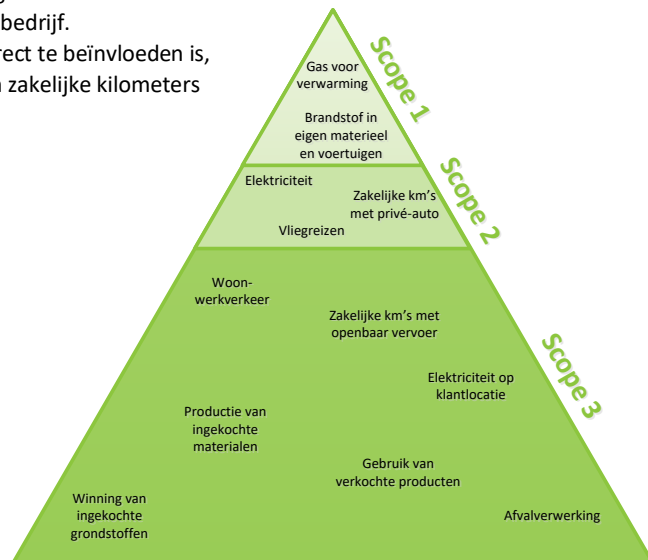 bedrijf.
rect te beïnvloeden is,
zakelijke kilometers
Gas voor
verwarming
Brandstof in
eigen materieel
en voertuigen
Scope 1
Elektriciteit
Zakelijke km's
met privé-auto
Vliegreizen
Scope 2
Woon-
werkverkeer
Zakelijke km's met
openbaar vervoer
Elektriciteit op
klantlocatie
Scope 3
Productie van
ingekochte
materialen
Gebruik van
verkochte producten
Winning van
ingekochte
grondstoffen
Afvalverwerking